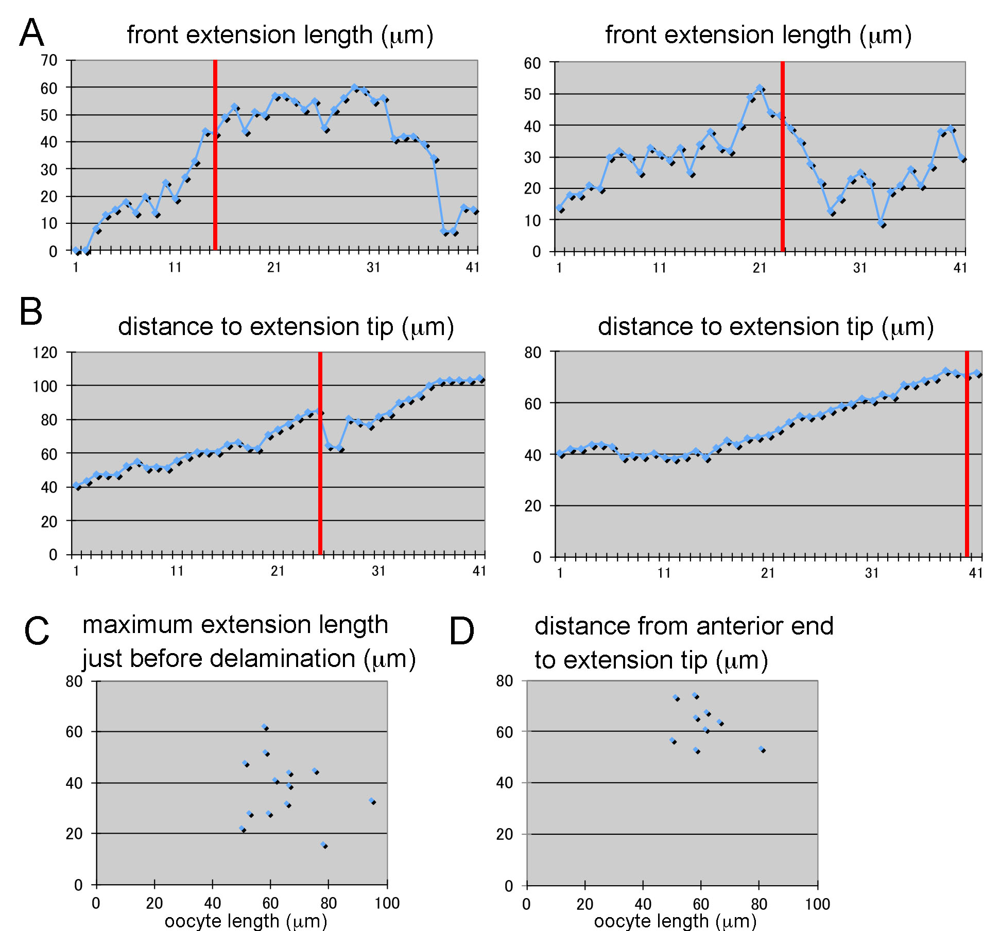 A
front extension length (μm)
front extension length (μm)
70
60
50
40
30
20
10
0
1 11 21 31 41
60
50
40
30
20
10
0
1 11 21 31 41
B
distance to extension tip (μm)
distance to extension tip (μm)
120
100
80
60
40
20
0
1 11 21 31 41
80
60
40
20
0
1 11 21 31 41
C
maximum extension length
just before delamination (μm)
80
60
40
20
0
0 20 40 60 80 100
oocyte length (μm)
D
distance from anterior end
to extension tip (μm)
80
60
40
20
0
0 20 40 60 80 100
oocyte length (μm)